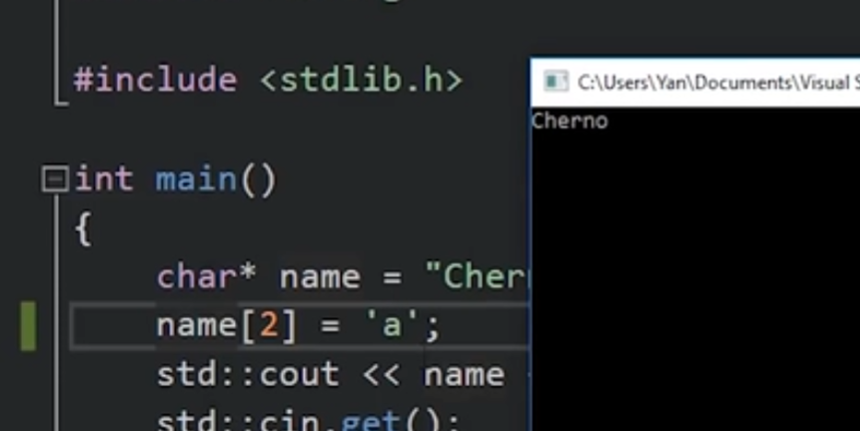 #include <stdlib.h>
C:\Users\Yan\Documents\Visual
Cherno
int main()
{
char* name = "Cher
name[2] = 'a';
std::cout << name
std::cin.get();